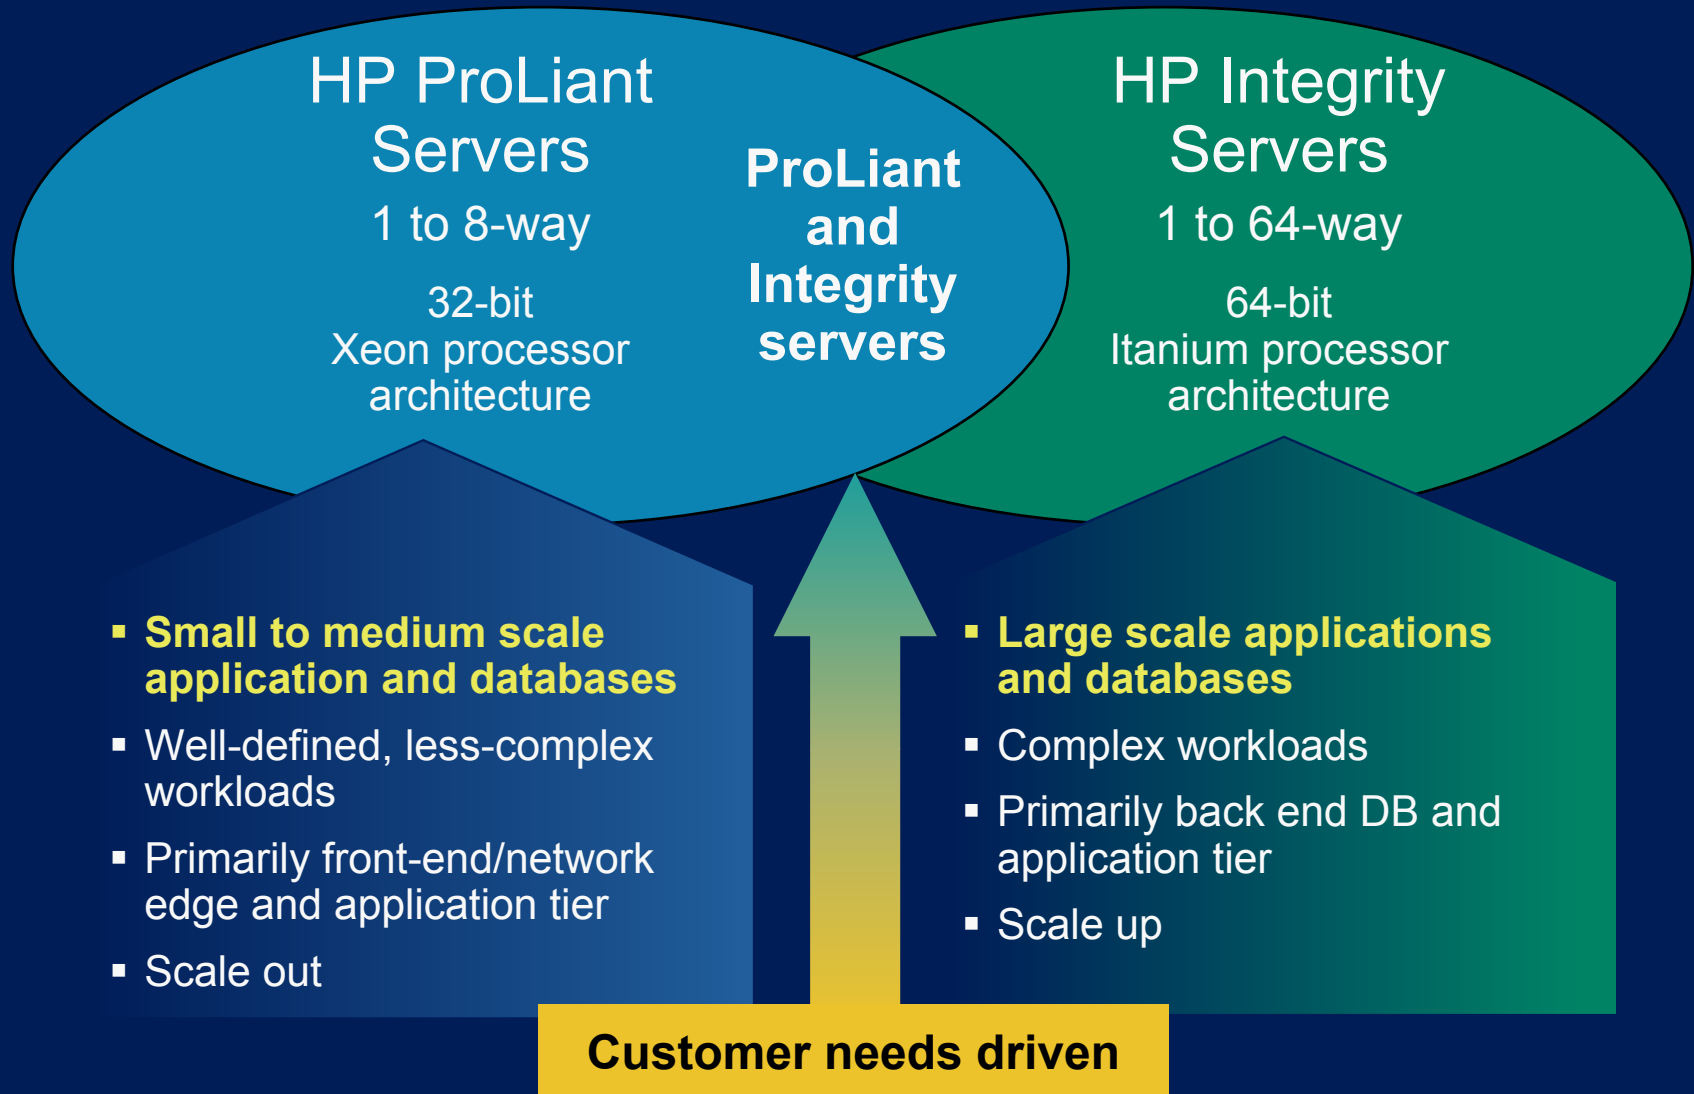 HP ProLiant
Servers
1 to 8-way
32-bit
Xeon processor
architecture
ProLiant
and
Integrity
servers
HP Integrity
Servers
1 to 64-way
64-bit
Itanium processor
architecture
▪ Small to medium scale
application and databases
▪ Well-defined, less-complex
workloads
▪ Primarily front-end/network
edge and application tier
▪ Scale out
▪ Large scale applications
and databases
▪ Complex workloads
▪ Primarily back end DB and
application tier
▪ Scale up
Customer needs driven